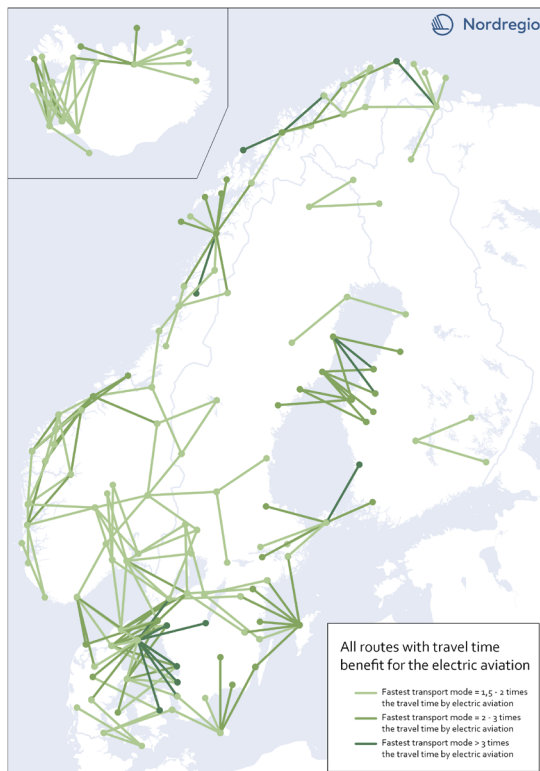 Nordregio
All routes with travel time
benefit for the electric aviation
Fastest transport mode = 1,5 - 2 times
the travel time by electric aviation
Fastest transport mode = 2 - 3 times
the travel time by electric aviation
Fastest transport mode > 3 times
the travel time by electric aviation